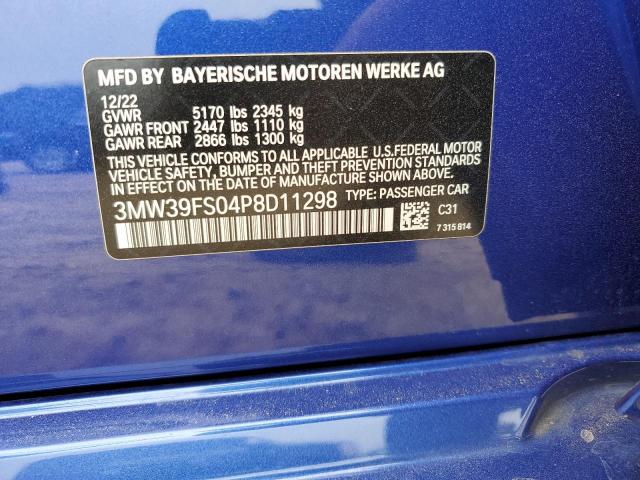 MFD BY BAYERISCHE MOTOREN WERKE AG
12/22
GVWR 5170 lbs 2345 kg
GAWR FRONT 2447 lbs 1110 kg
GAWR REAR 2866 lbs 1300 kg
THIS VEHICLE CONFORMS TO ALL APPLICABLE U.S.FEDERAL MOTOR
VEHICLE SAFETY, BUMPER AND THEFT PREVENTION STANDARDS
IN EFFECT ON THE DATE OF MANUFACTURE SHOWN ABOVE.
3MW39FS04P8D11298 TYPE: PASSENGER CAR
C31
7 315 814